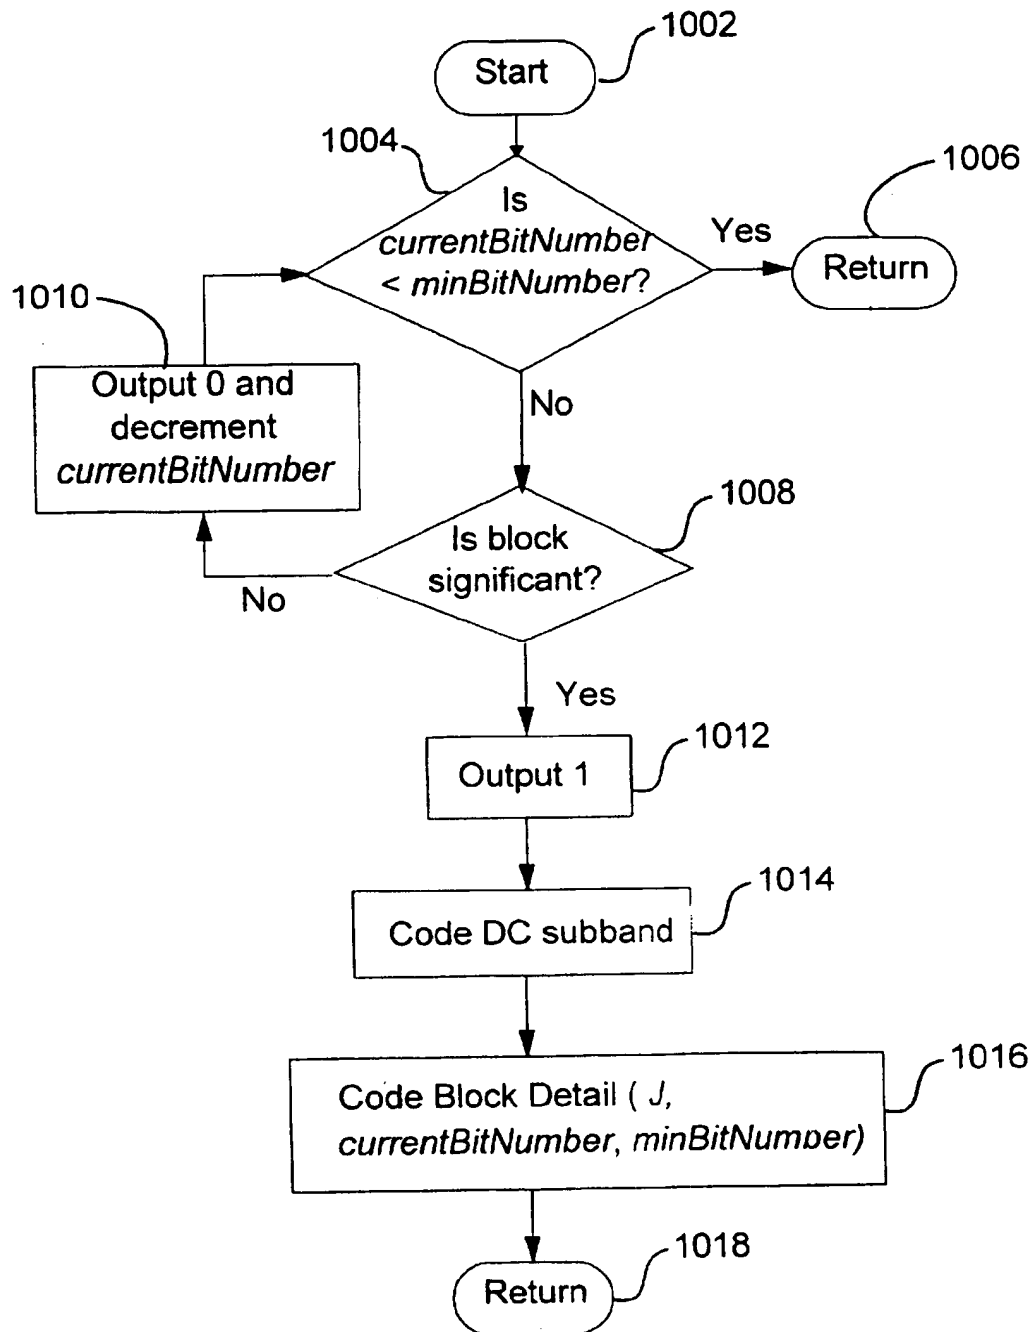 1002
Start
1004
1006
Is
currentBitNumber
< minBitNumber?
Yes
Return
1010
Output 0 and
decrement
currentBitNumber
No
1008
Is block
significant?
No
Yes
1012
Output 1
1014
Code DC subband
1016
Code Block Detail ( J,
currentBitNumber, minBitNumber)
1018
Return